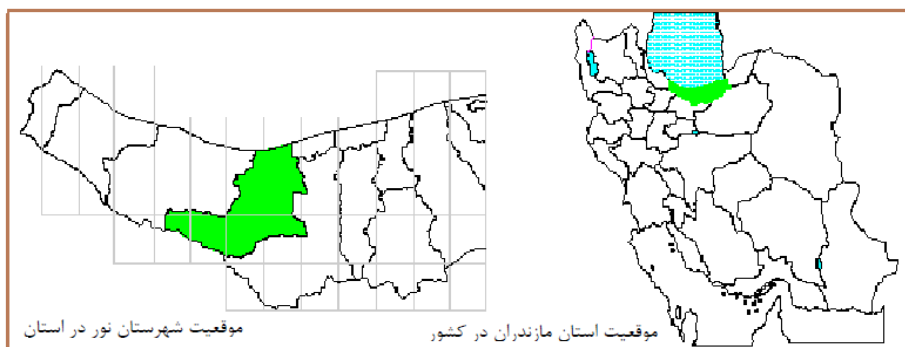 موقعیت استان مازندران در کشور
موقعیت شهرستان نور در استان